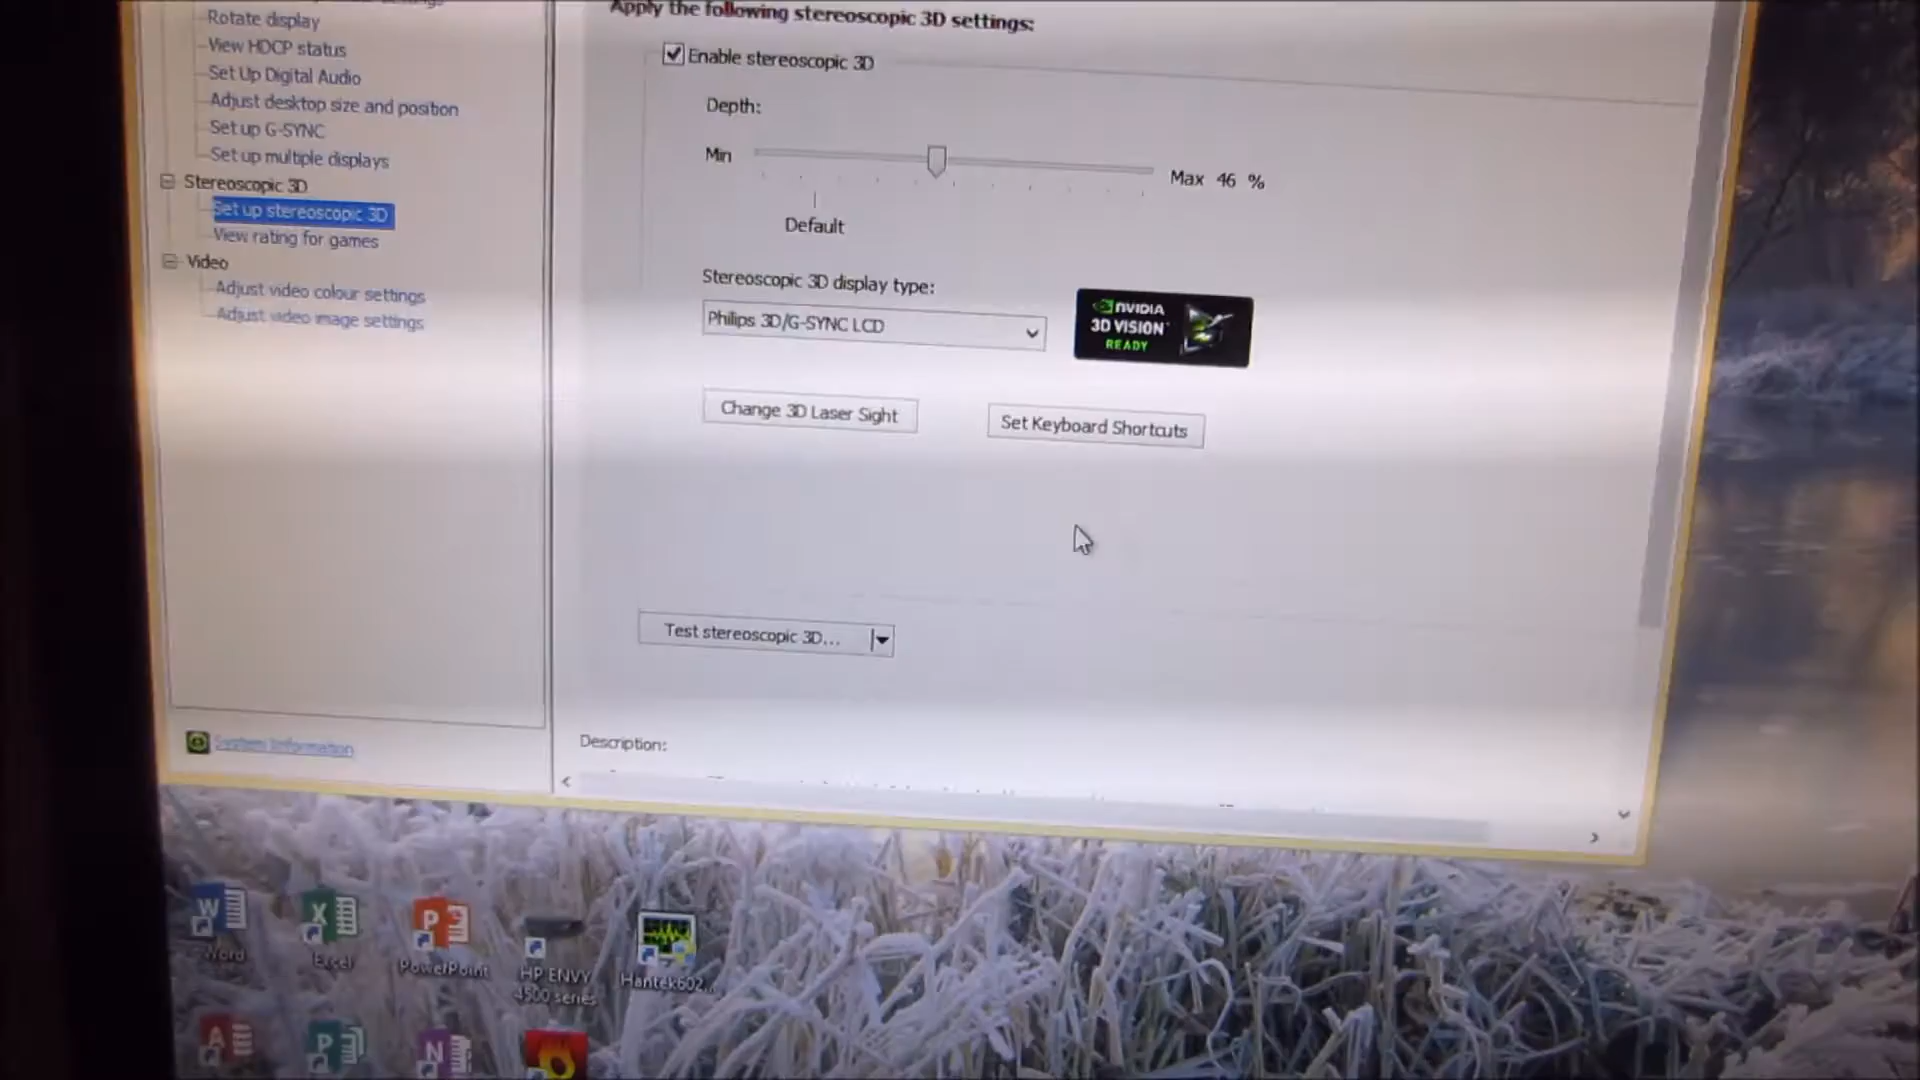 Rotate display
View HDCP status
Set Up Digital Audio
Adjust desktop size and position
Set up G-SYNC
Set up multiple displays
Stereoscopic 3D
Set up stereoscopic 3D
View rating for games
Video
Adjust video colour settings
Adjust video image settings
System Information
Apply the following stereoscopic 3D settings:
Enable stereoscopic 3D
Depth:
Min
Max 46 %
Default
Stereoscopic 3D display type:
Philips 3D/G-SYNC LCD
NVIDIA
3D VISION
READY
Change 3D Laser Sight
Set Keyboard Shortcuts
Test stereoscopic 3D...
Description:
Word
Excel
PowerPoint
HP ENVY
4500 series
Hantek602...